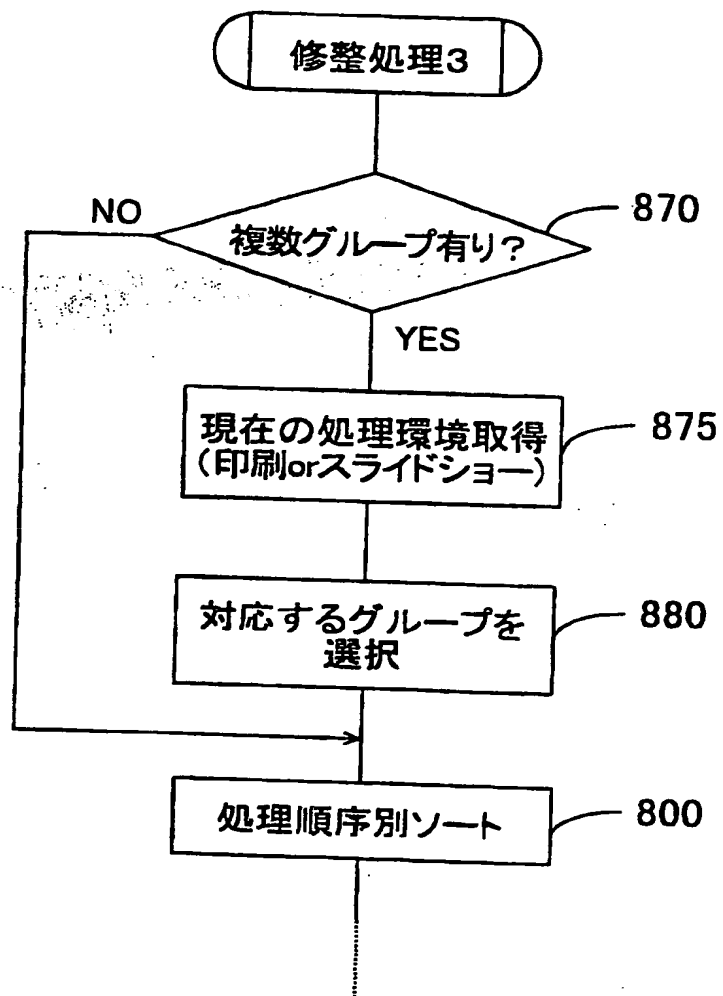 修整処理3
NO
複数グループ有り?
870
YES
現在の処理環境取得
(印刷orスライドショー)
875
対応するグループを
選択
880
処理順序別ソート
800